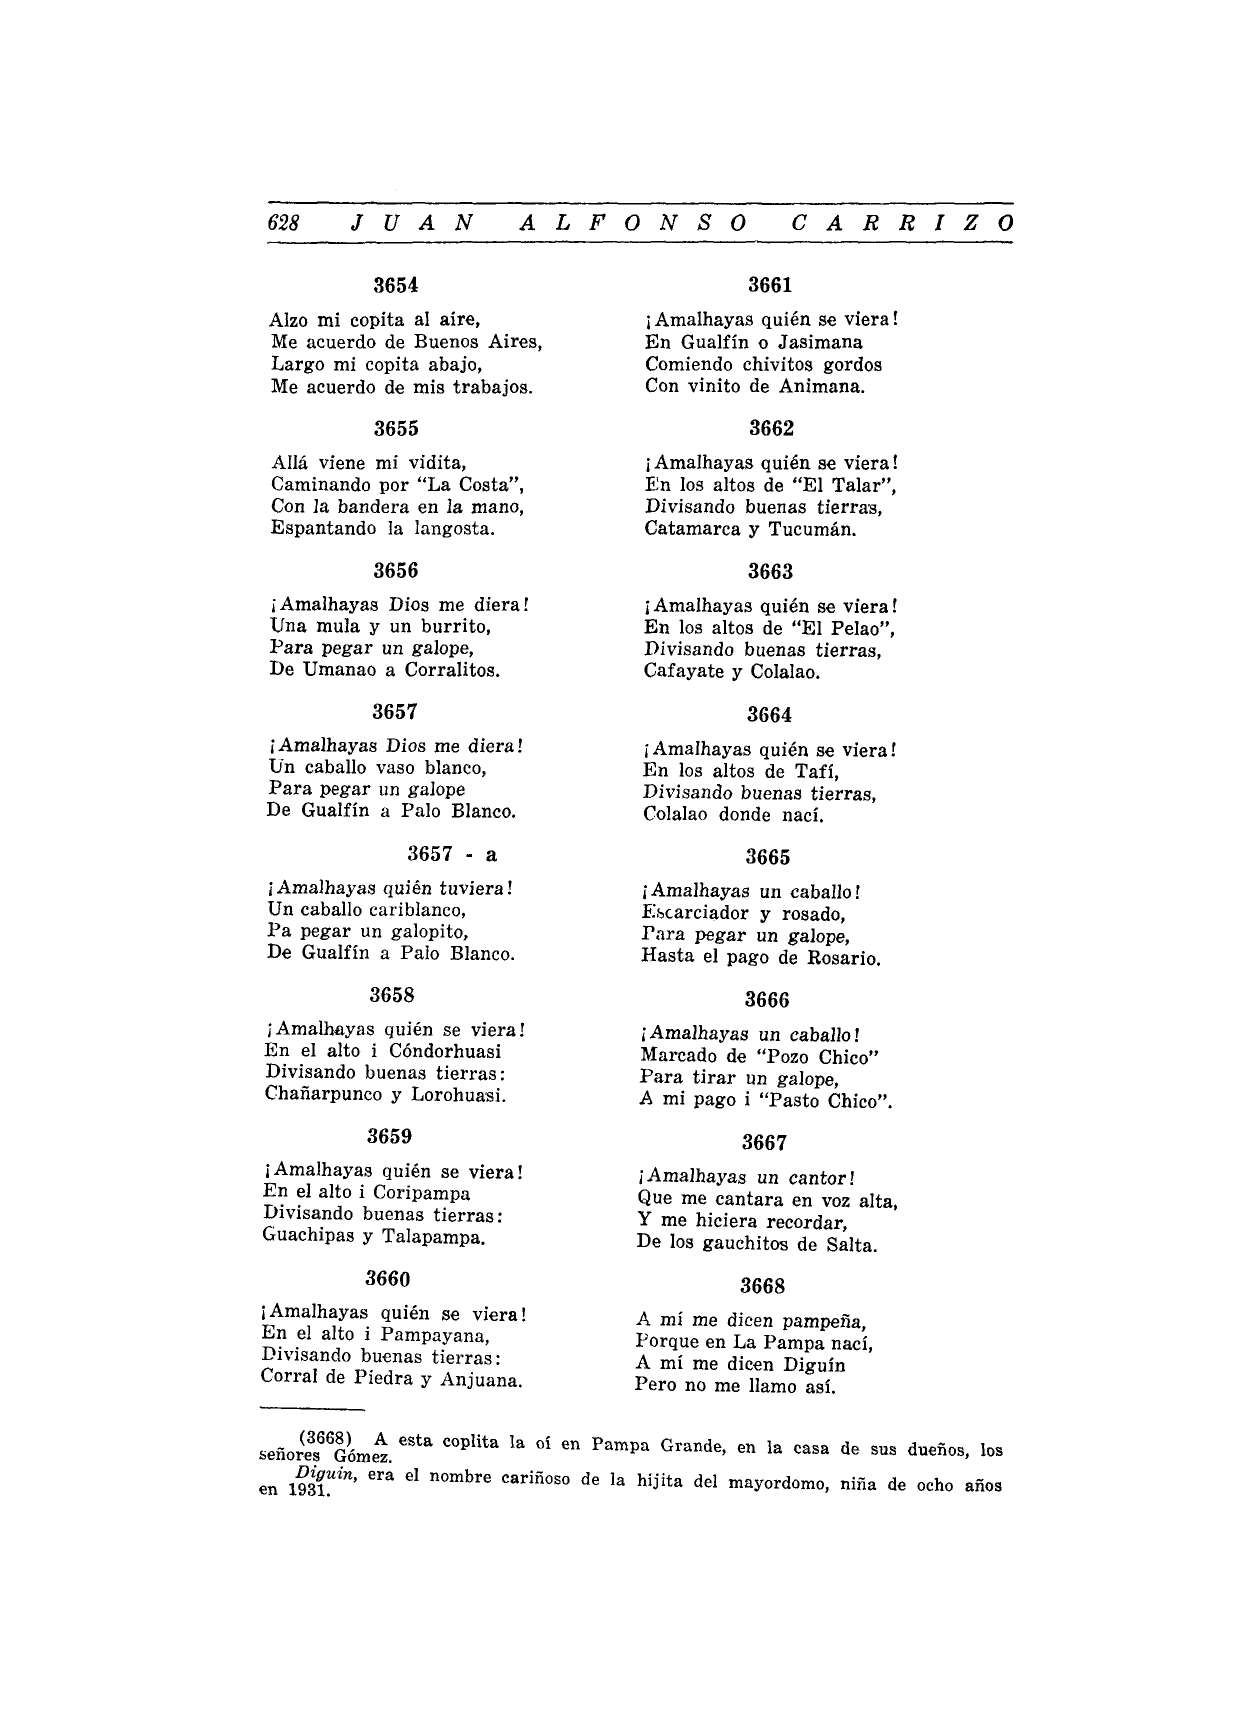 628 JUAN ALFONSO CARRIZO
3654
Alzo mi copita al aire,
Me acuerdo de Buenos Aires,
Largo mi copita abajo,
Me acuerdo de mis trabajos.
3655
Allá viene mi vidita,
Caminando por “La Costa”,
Con la bandera en la mano,
Espantando la langosta.
3656
¡Amalhayas Dios me diera!
Una mula y un burrito,
Para pegar un galope,
De Umanao a Corralitos.
3657
¡Amalhayas Dios me diera!
Un caballo vaso blanco,
Para pegar un galope
De Gualfín a Palo Blanco.
3657 - a
¡Amalhayas quién tuviera!
Un caballo cariblanco,
Pa pegar un galopito,
De Gualfín a Palo Blanco.
3658
¡Amalhayas quién se viera!
En el alto i Cóndorhuasi
Divisando buenas tierras:
Chañarpunco y Lorohuasi.
3659
¡Amalhayas quién se viera!
En el alto i Coripampa
Divisando buenas tierras:
Guachipas y Talapampa.
3660
¡Amalhayas quién se viera!
En el alto i Pampayana,
Divisando buenas tierras:
Corral de Piedra y Anjuana.
3661
¡Amalhayas quién se viera!
En Gualfín o Jasimana
Comiendo chivitos gordos
Con vinito de Animana.
3662
¡Amalhayas quién se viera!
En los altos de “El Talar”,
Divisando buenas tierras,
Catamarca y Tucumán.
3663
¡Amalhayas quién se viera!
En los altos de “El Pelao”,
Divisando buenas tierras,
Cafayate y Colalao.
3664
¡Amalhayas quién se viera!
En los altos de Tafí,
Divisando buenas tierras,
Colalao donde nací.
3665
¡Amalhayas un caballo!
Escarciador y rosado,
Para pegar un galope,
Hasta el pago de Rosario.
3666
¡Amalhayas un caballo!
Marcado de “Pozo Chico”
Para tirar un galope,
A mi pago i “Pasto Chico”.
3667
¡Amalhayas un cantor!
Que me cantara en voz alta,
Y me hiciera recordar,
De los gauchitos de Salta.
3668
A mí me dicen pampeña,
Porque en La Pampa nací,
A mí me dicen Diguín
Pero no me llamo así.
(3668) A esta coplita la oí en Pampa Grande, en la casa de sus dueños, los
señores Gómez.
Diguin, era el nombre cariñoso de la hijita del mayordomo, niña de ocho años
en 1931.